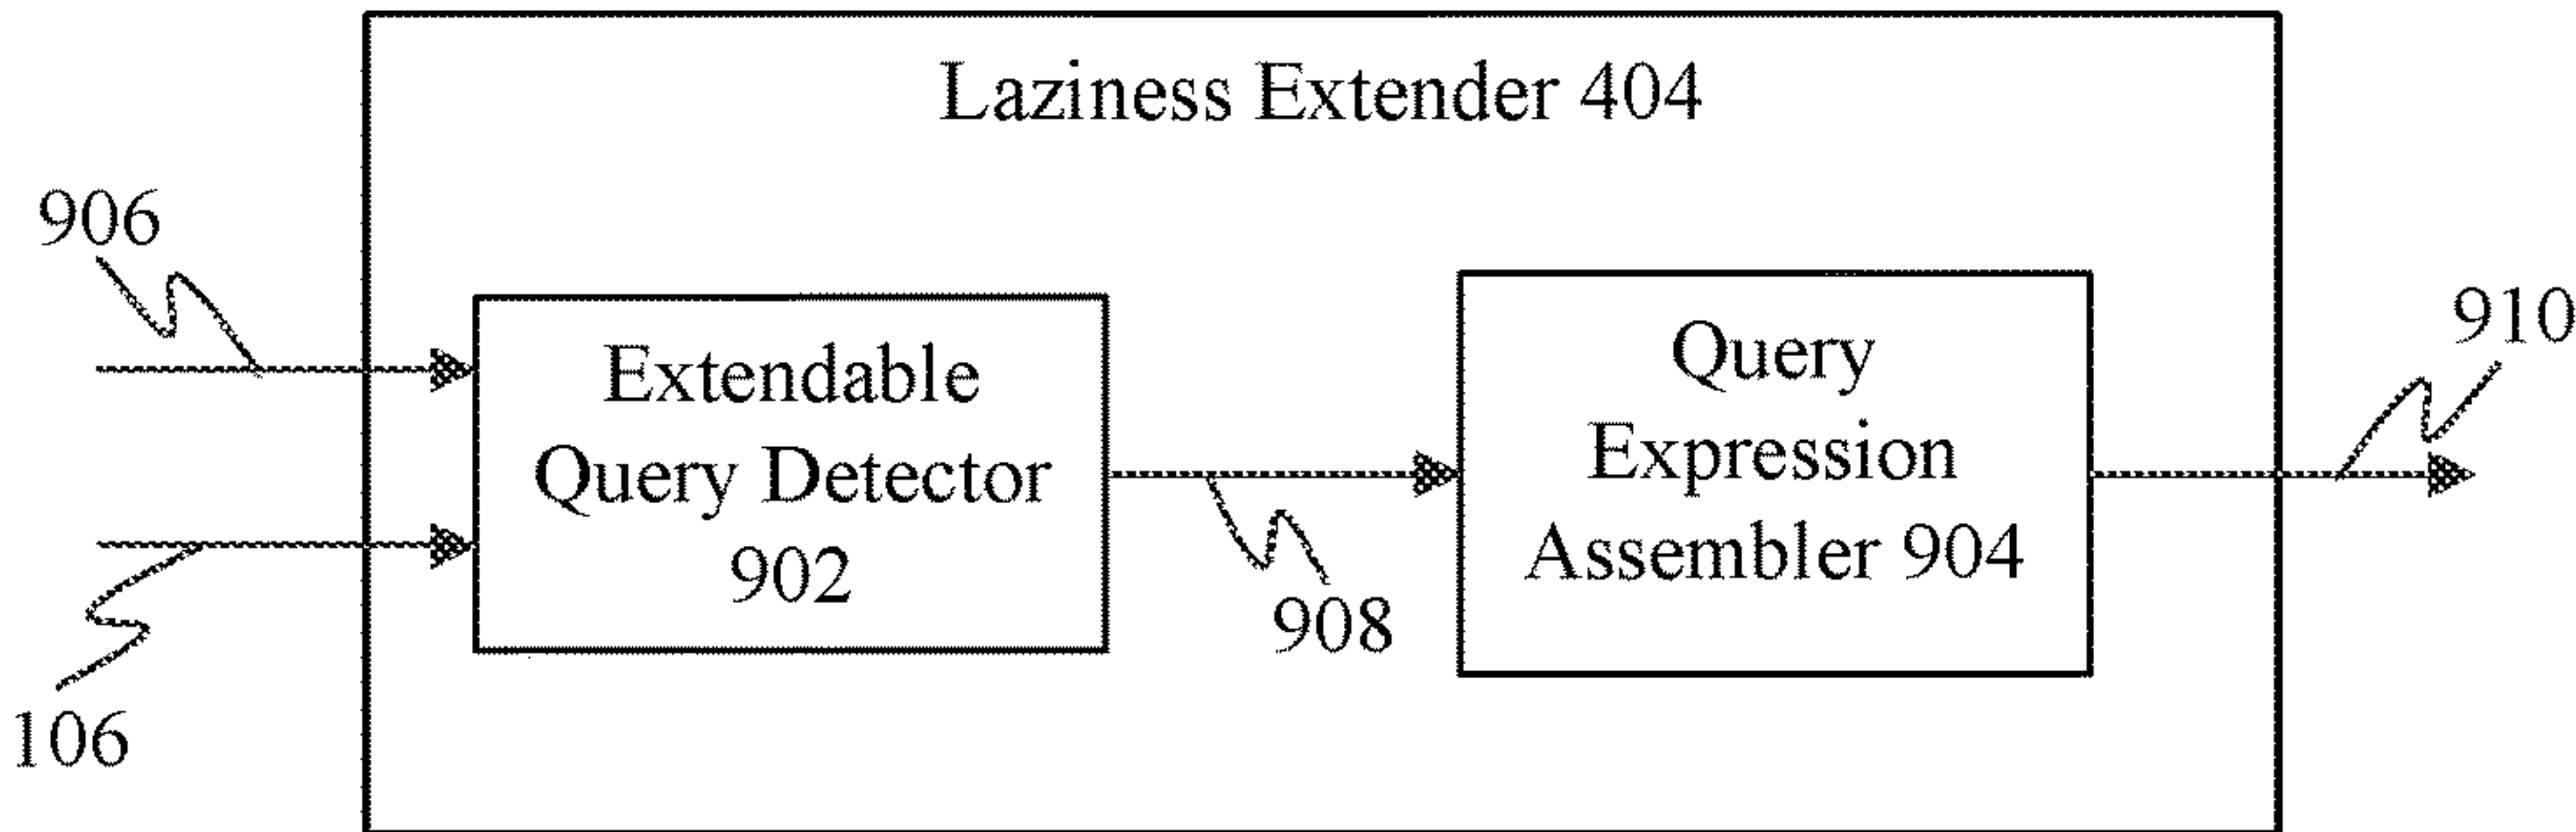 Laziness Extender 404
906
910
Extendable
Query Detector
902
Query
Expression
Assembler 904
908
106